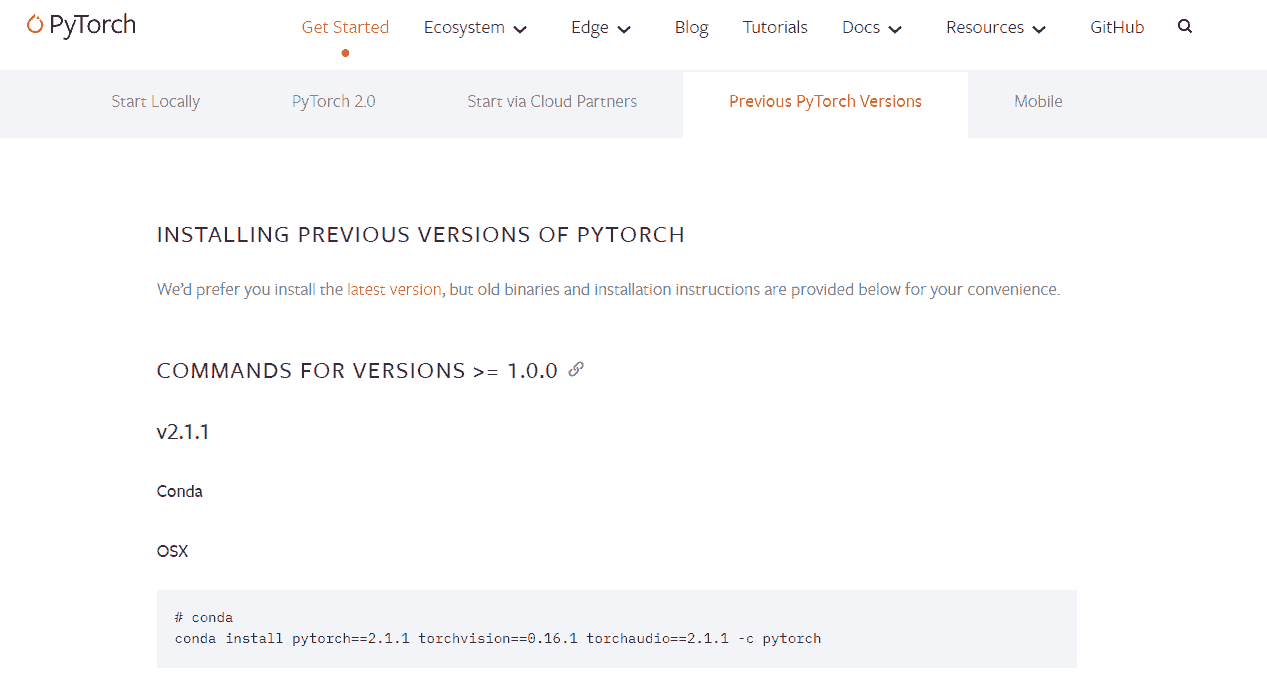 PyTorch
Get Started Ecosystem Edge Blog Tutorials Docs Resources GitHub
Start Locally PyTorch 2.0 Start via Cloud Partners Previous PyTorch Versions Mobile
INSTALLING PREVIOUS VERSIONS OF PYTORCH
We’d prefer you install the latest version, but old binaries and installation instructions are provided below for your convenience.
COMMANDS FOR VERSIONS >= 1.0.0
v2.1.1
Conda
OSX
# conda
conda install pytorch==2.1.1 torchvision==0.16.1 torchaudio==2.1.1 -c pytorch